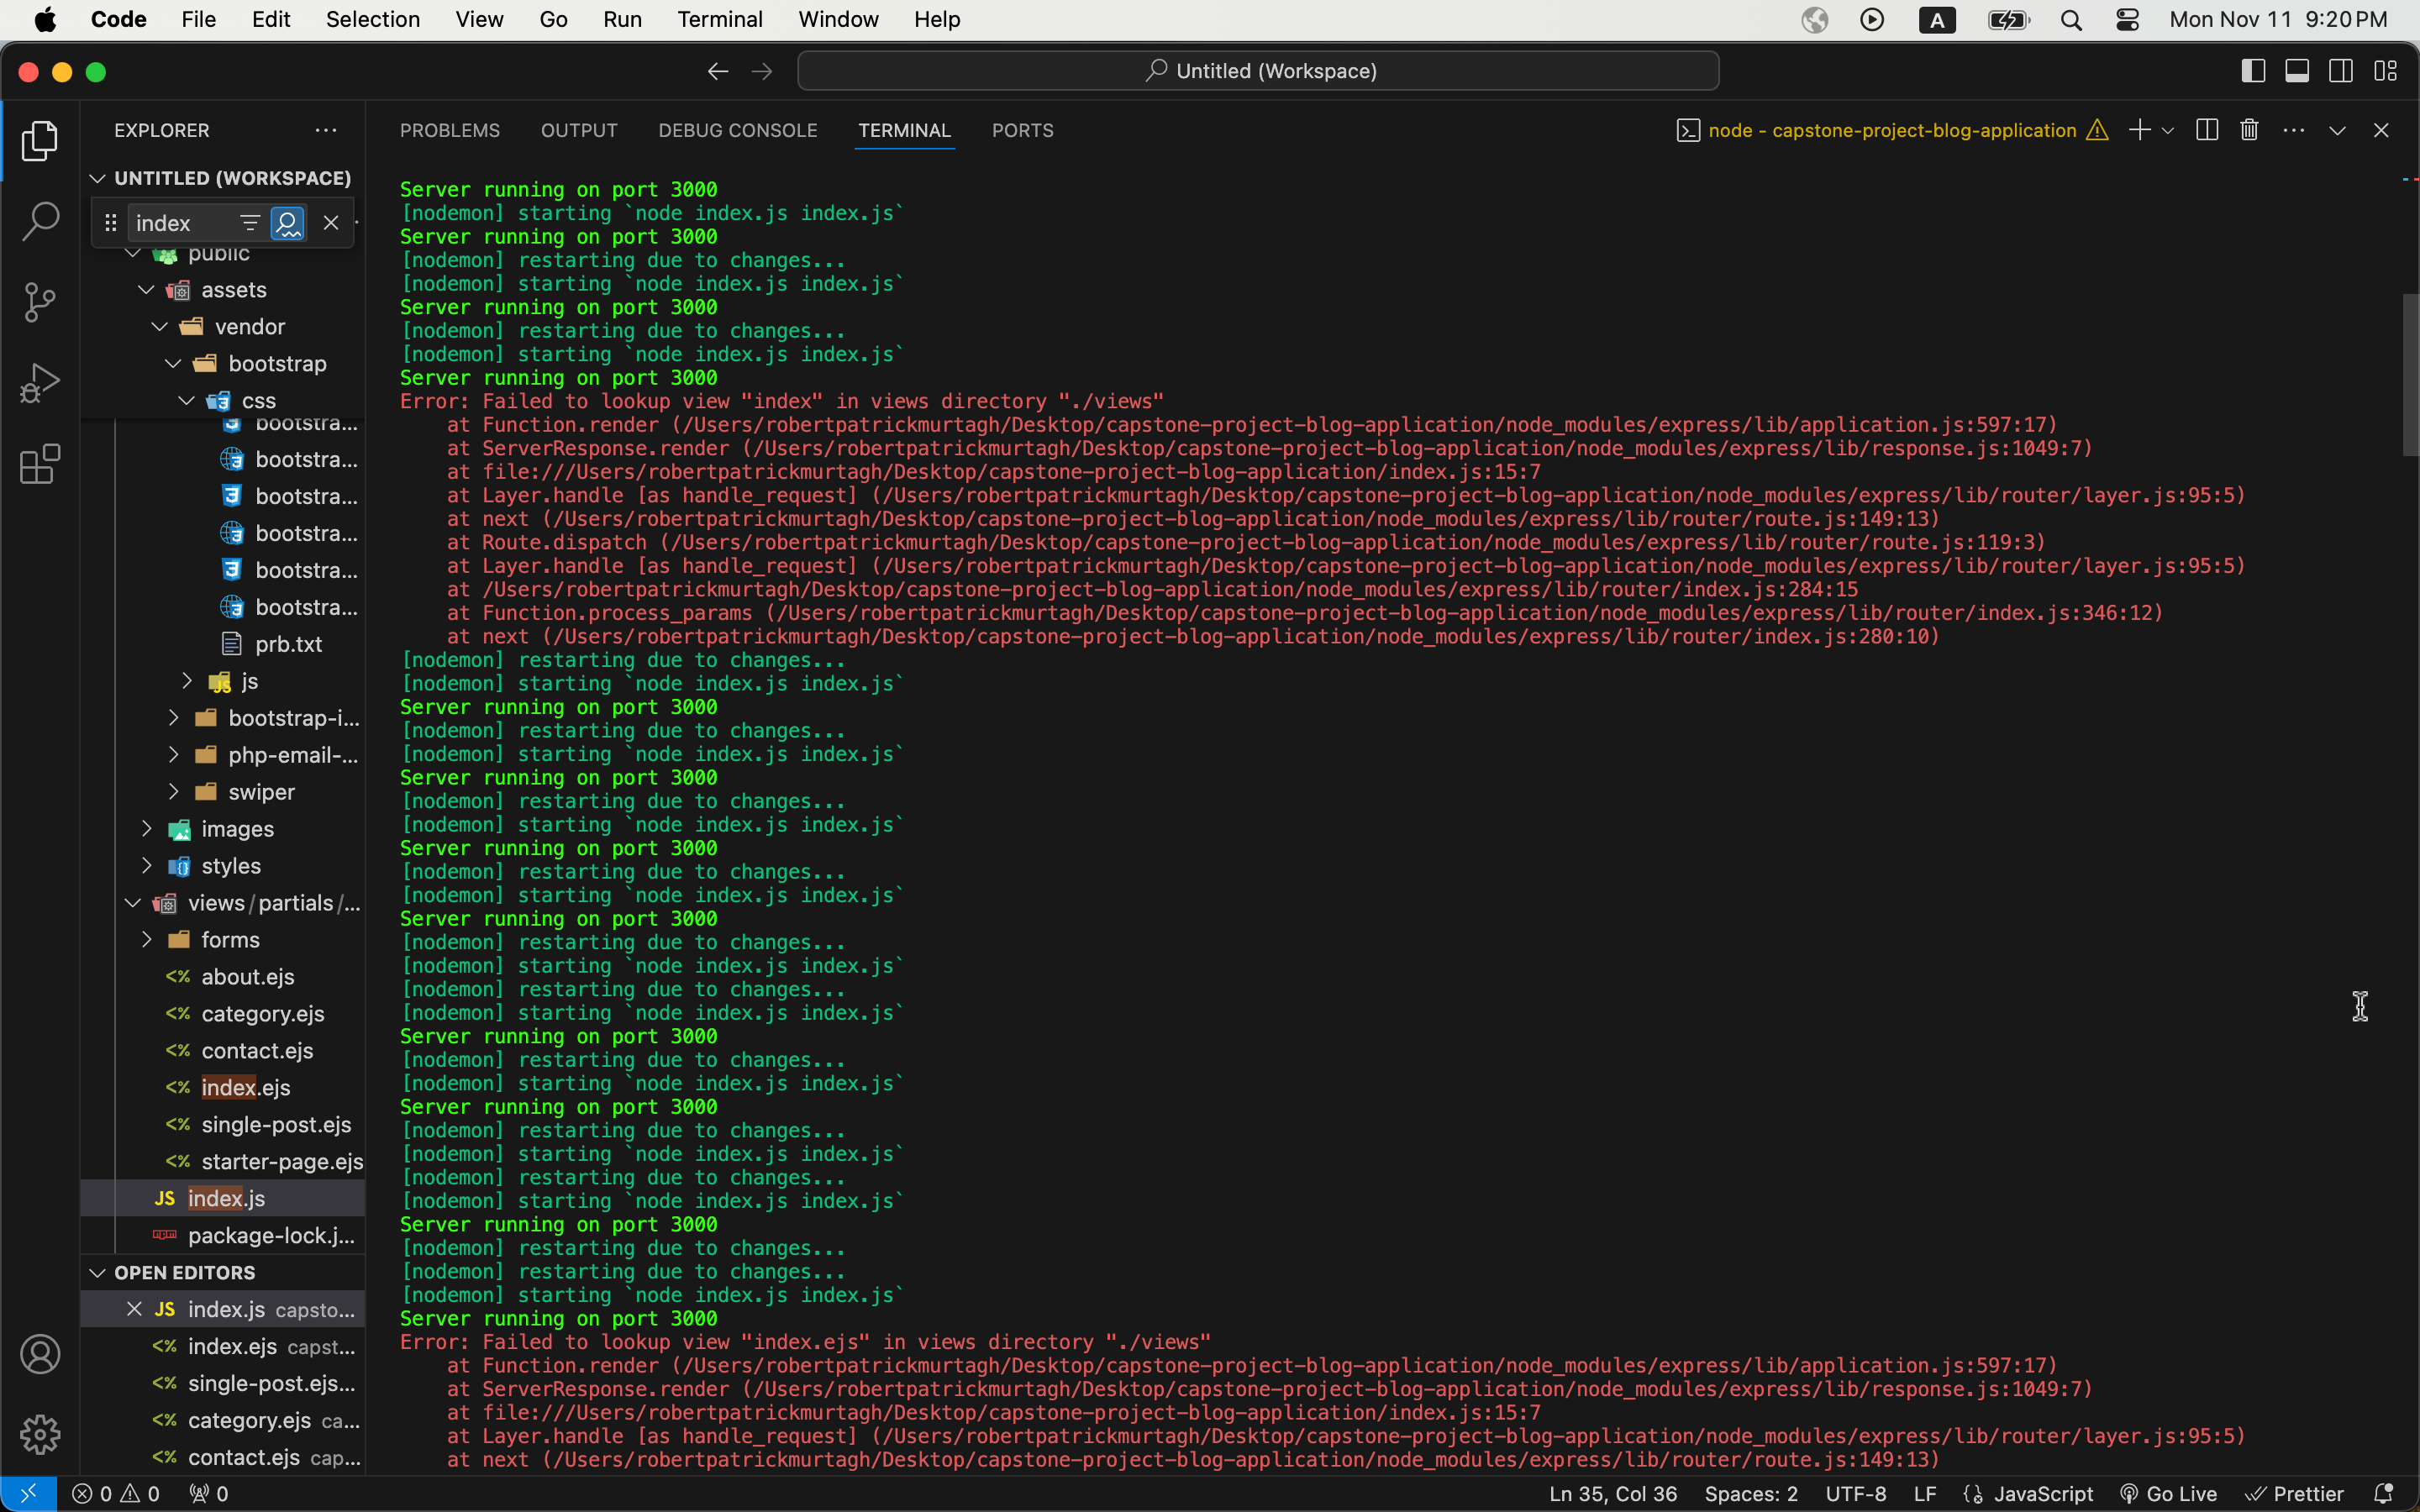 Code File Edit Selection View Go Run Terminal Window Help A Mon Nov 11 9:20 PM
Untitled (Workspace)
EXPLORER
UNTITLED (WORKSPACE)
index
public
assets
vendor
bootstrap
css
bootstra...
bootstra...
bootstra...
bootstra...
bootstra...
bootstra...
prb.txt
js
bootstrap-i...
php-email-...
swiper
images
styles
views/partials/...
forms
about.ejs
category.ejs
contact.ejs
index.ejs
single-post.ejs
starter-page.ejs
JS index.js
package-lock.j...
OPEN EDITORS
JS index.js capsto...
index.ejs capst...
single-post.ejs...
category.ejs ca...
contact.ejs cap...
PROBLEMS OUTPUT DEBUG CONSOLE TERMINAL PORTS node - capstone-project-blog-application
Server running on port 3000
[nodemon] starting `node index.js index.js`
Server running on port 3000
[nodemon] restarting due to changes...
[nodemon] starting `node index.js index.js`
Server running on port 3000
[nodemon] restarting due to changes...
[nodemon] starting `node index.js index.js`
Server running on port 3000
Error: Failed to lookup view "index" in views directory "./views"
at Function.render (/Users/robertpatrickmurtagh/Desktop/capstone-project-blog-application/node_modules/express/lib/application.js:597:17)
at ServerResponse.render (/Users/robertpatrickmurtagh/Desktop/capstone-project-blog-application/node_modules/express/lib/response.js:1049:7)
at file:///Users/robertpatrickmurtagh/Desktop/capstone-project-blog-application/index.js:15:7
at Layer.handle [as handle_request] (/Users/robertpatrickmurtagh/Desktop/capstone-project-blog-application/node_modules/express/lib/router/layer.js:95:5)
at next (/Users/robertpatrickmurtagh/Desktop/capstone-project-blog-application/node_modules/express/lib/router/route.js:149:13)
at Route.dispatch (/Users/robertpatrickmurtagh/Desktop/capstone-project-blog-application/node_modules/express/lib/router/route.js:119:3)
at Layer.handle [as handle_request] (/Users/robertpatrickmurtagh/Desktop/capstone-project-blog-application/node_modules/express/lib/router/layer.js:95:5)
at /Users/robertpatrickmurtagh/Desktop/capstone-project-blog-application/node_modules/express/lib/router/index.js:284:15
at Function.process_params (/Users/robertpatrickmurtagh/Desktop/capstone-project-blog-application/node_modules/express/lib/router/index.js:346:12)
at next (/Users/robertpatrickmurtagh/Desktop/capstone-project-blog-application/node_modules/express/lib/router/index.js:280:10)
[nodemon] restarting due to changes...
[nodemon] starting `node index.js index.js`
Server running on port 3000
[nodemon] restarting due to changes...
[nodemon] starting `node index.js index.js`
Server running on port 3000
[nodemon] restarting due to changes...
[nodemon] starting `node index.js index.js`
Server running on port 3000
[nodemon] restarting due to changes...
[nodemon] starting `node index.js index.js`
Server running on port 3000
[nodemon] restarting due to changes...
[nodemon] starting `node index.js index.js`
[nodemon] restarting due to changes...
[nodemon] starting `node index.js index.js`
Server running on port 3000
[nodemon] restarting due to changes...
[nodemon] starting `node index.js index.js`
Server running on port 3000
[nodemon] restarting due to changes...
[nodemon] starting `node index.js index.js`
[nodemon] restarting due to changes...
[nodemon] starting `node index.js index.js`
Server running on port 3000
[nodemon] restarting due to changes...
[nodemon] restarting due to changes...
[nodemon] starting `node index.js index.js`
Server running on port 3000
Error: Failed to lookup view "index.ejs" in views directory "./views"
at Function.render (/Users/robertpatrickmurtagh/Desktop/capstone-project-blog-application/node_modules/express/lib/application.js:597:17)
at ServerResponse.render (/Users/robertpatrickmurtagh/Desktop/capstone-project-blog-application/node_modules/express/lib/response.js:1049:7)
at file:///Users/robertpatrickmurtagh/Desktop/capstone-project-blog-application/index.js:15:7
at Layer.handle [as handle_request] (/Users/robertpatrickmurtagh/Desktop/capstone-project-blog-application/node_modules/express/lib/router/layer.js:95:5)
at next (/Users/robertpatrickmurtagh/Desktop/capstone-project-blog-application/node_modules/express/lib/router/route.js:149:13)
0 0 0 Ln 35, Col 36 Spaces: 2 UTF-8 LF JavaScript Go Live Prettier